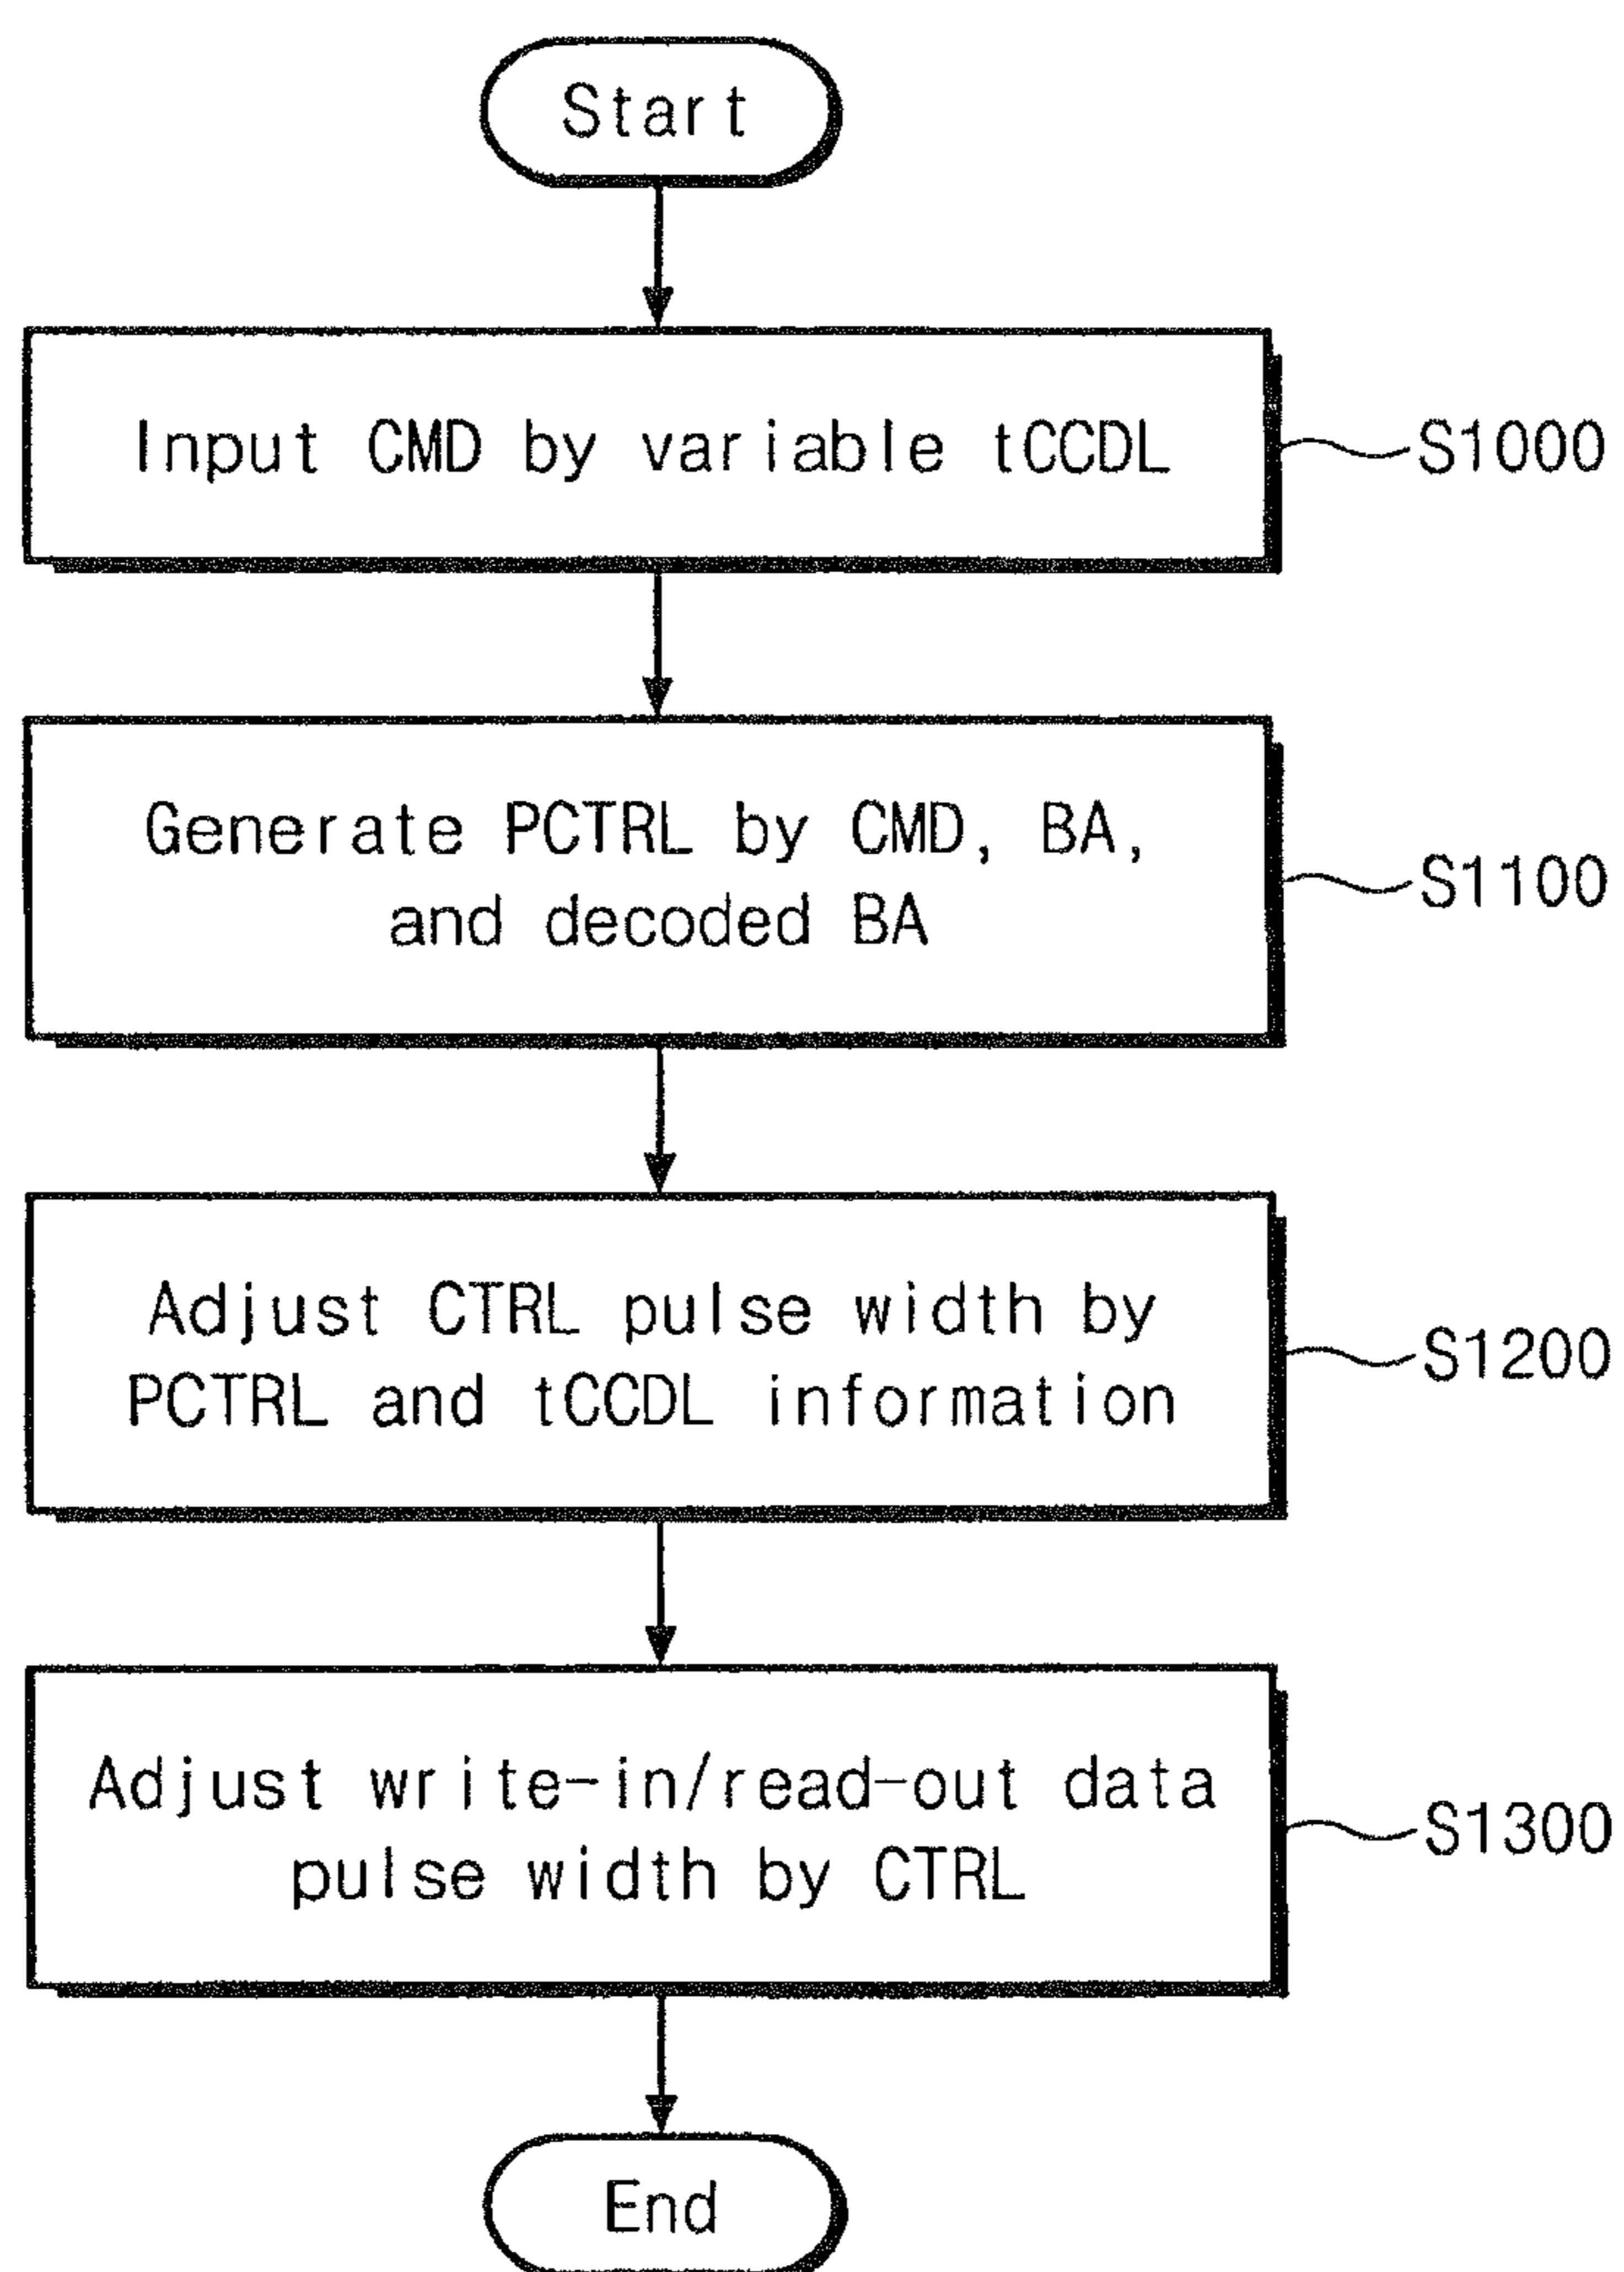 Start
Input CMD by variable tCCDL
S1000
Generate PCTRL by CMD, BA,
and decoded BA
S1100
Adjust CTRL pulse width by
PCTRL and tCCDL information
S1200
Adjust write-in/read-out data
pulse width by CTRL
S1300
End